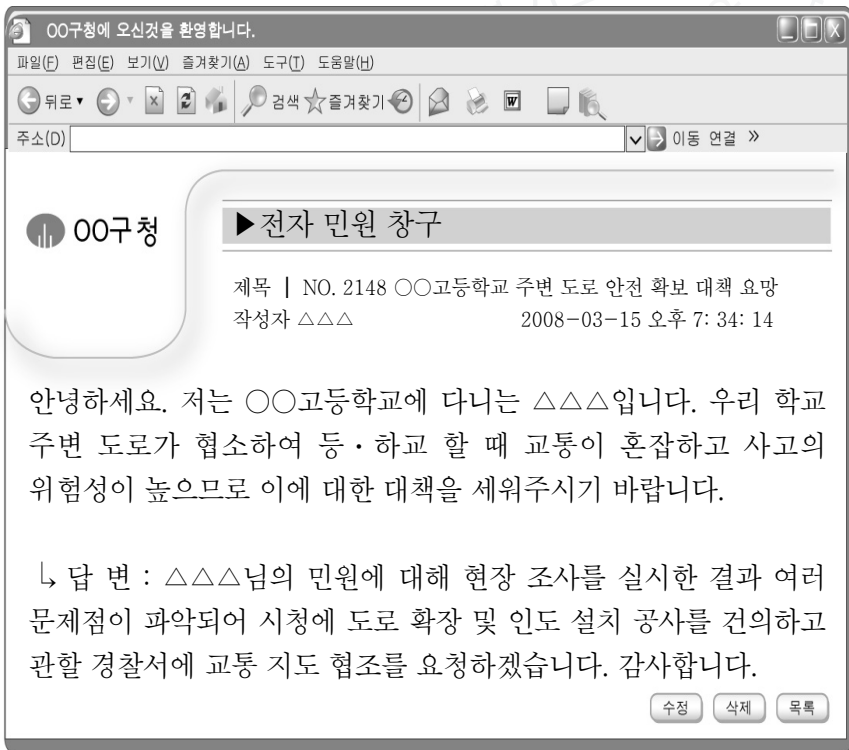 OO구청에 오신것을 환영합니다.
파일(F) 편집(E) 보기(V) 즐겨찾기(A) 도구(T) 도움말(H)
뒤로 검색 즐겨찾기
주소(D) 이동 연결 »
OO구청
▶전자 민원 창구
제목 | NO. 2148 ○○고등학교 주변 도로 안전 확보 대책 요망
작성자 △△△ 2008-03-15 오후 7: 34: 14
안녕하세요. 저는 ○○고등학교에 다니는 △△△입니다. 우리 학교
주변 도로가 협소하여 등·하교 할 때 교통이 혼잡하고 사고의
위험성이 높으므로 이에 대한 대책을 세워주시기 바랍니다.
↳ 답 변 : △△△님의 민원에 대해 현장 조사를 실시한 결과 여러
문제점이 파악되어 시청에 도로 확장 및 인도 설치 공사를 건의하고
관할 경찰서에 교통 지도 협조를 요청하겠습니다. 감사합니다.
수정 삭제 목록